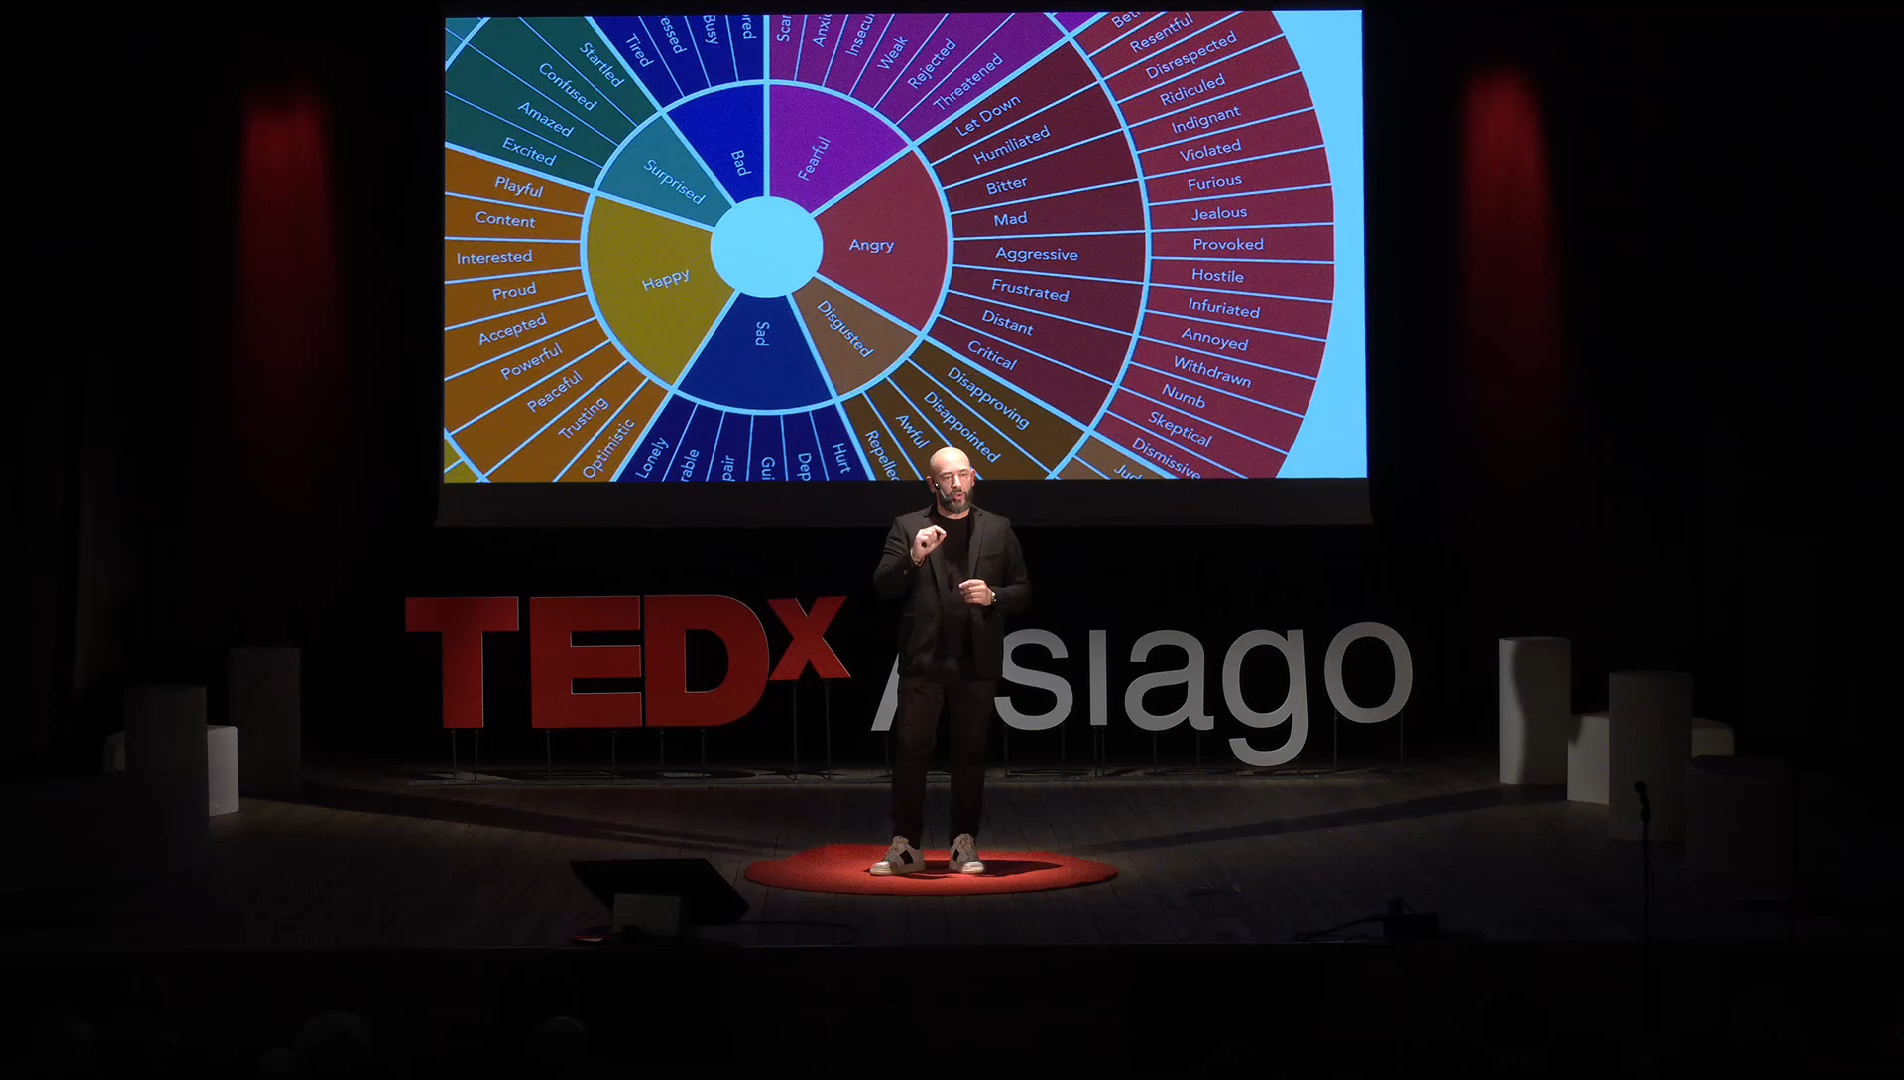 Startled
Confused
Amazed
Excited
Tired
Busy
Weak
Rejected
Threatened
Let Down
Humiliated
Bitter
Mad
Aggressive
Frustrated
Distant
Critical
Resentful
Disrespected
Ridiculed
Indignant
Violated
Furious
Jealous
Provoked
Hostile
Infuriated
Annoyed
Withdrawn
Numb
Skeptical
Dismissive
Surprised
Bad
Fearful
Angry
Disgusted
Sad
Happy
Playful
Content
Interested
Proud
Accepted
Powerful
Peaceful
Trusting
Optimistic
Lonely
Hurt
Awful
Disappointed
Disapproving
TEDx Asiago